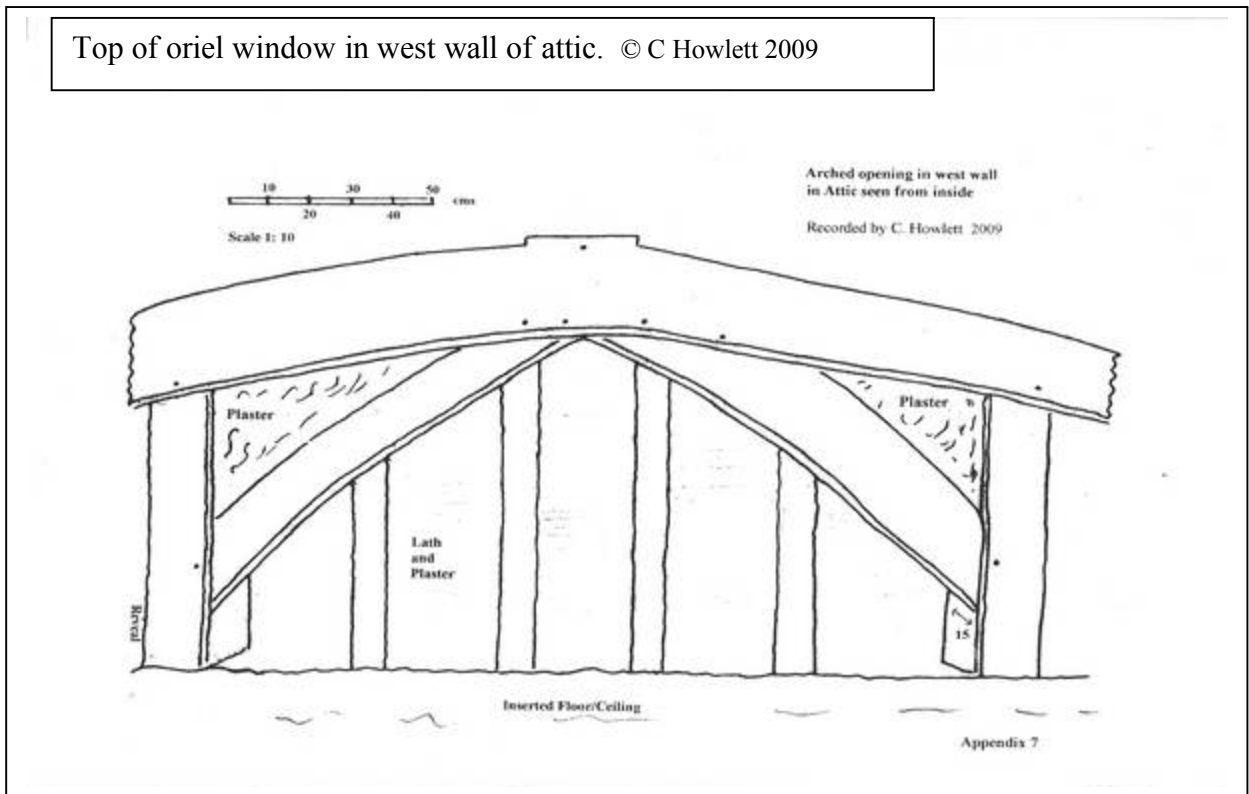 Top of oriel window in west wall of attic. © C Howlett 2009
Arched opening in west wall
in Attic seen from inside
Recorded by C. Howlett 2009
10 30 50 cms
20 40
Scale 1: 10
Plaster
Plaster
Lath
and
Plaster
Reveal
15
Inserted Floor/Ceiling
Appendix 7